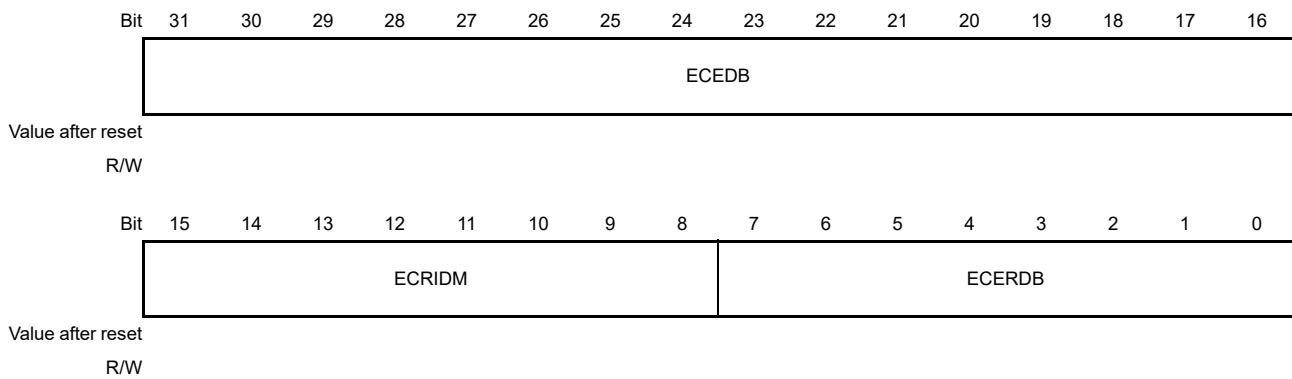 Bit 31 30 29 28 27 26 25 24 23 22 21 20 19 18 17 16
ECEDB
Value after reset
R/W
Bit 15 14 13 12 11 10 9 8 7 6 5 4 3 2 1 0
ECRIDM ECERDB
Value after reset
R/W